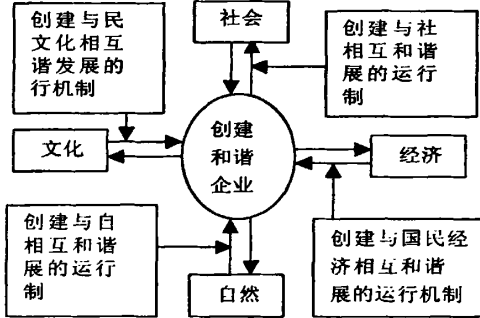 创建与民
文化相互
谐发展的
行机制
社会
创建与社
相互和谐
展的运行
制
文化
创建
和谐
企业
经济
创建与自
相互和谐
展的运行
制
自然
创建与国民经
济相互和谐
展的运行机制